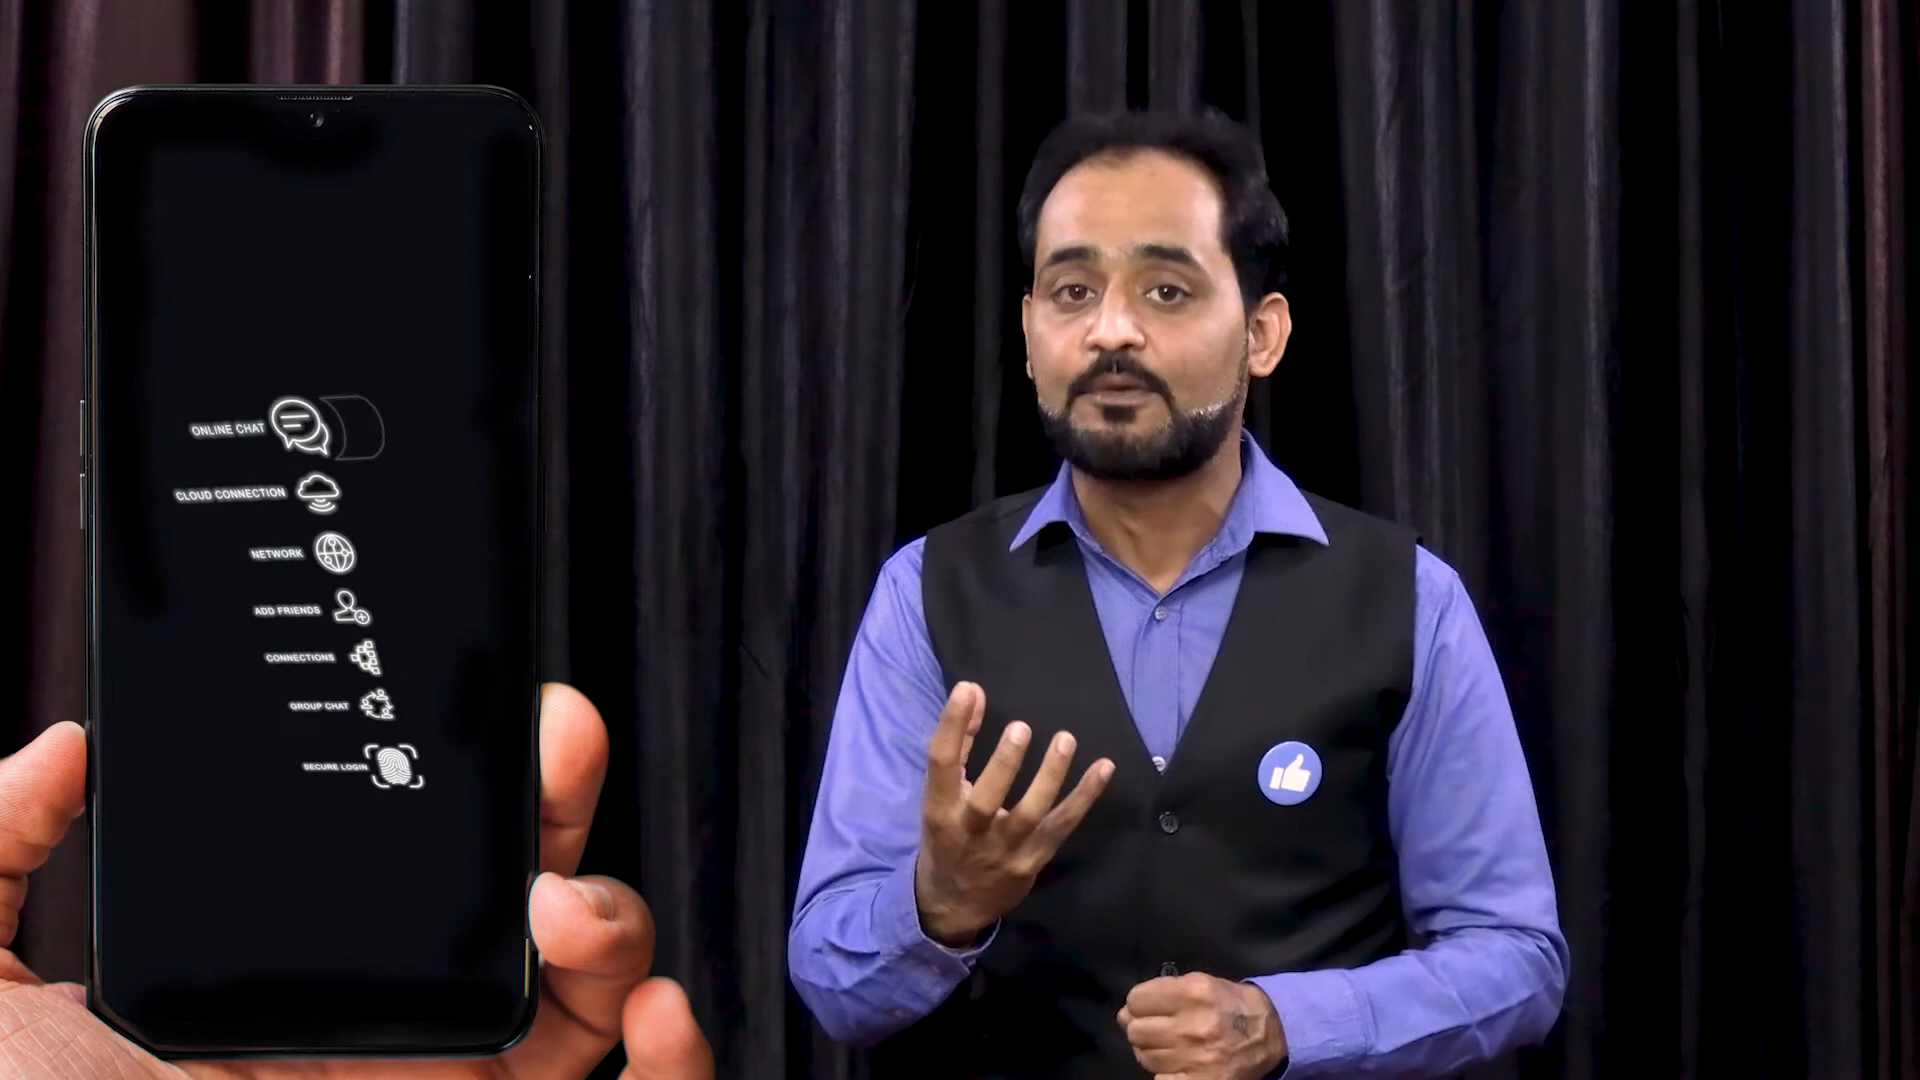 ONLINE CHAT
CLOUD CONNECTION
NETWORK
ADD FRIENDS
CONNECTIONS
GROUP CHAT
SECURE LOGIN